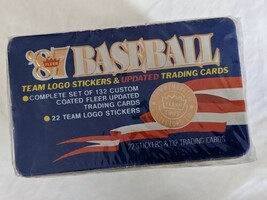 '87 BASEBALL
TEAM LOGO STICKERS & UPDATED TRADING CARDS
• COMPLETE SET OF 132 CUSTOM
COATED FLEER UPDATED
TRADING CARDS
• 22 TEAM LOGO STICKERS
22 STICKERS & 132 TRADING CARDS